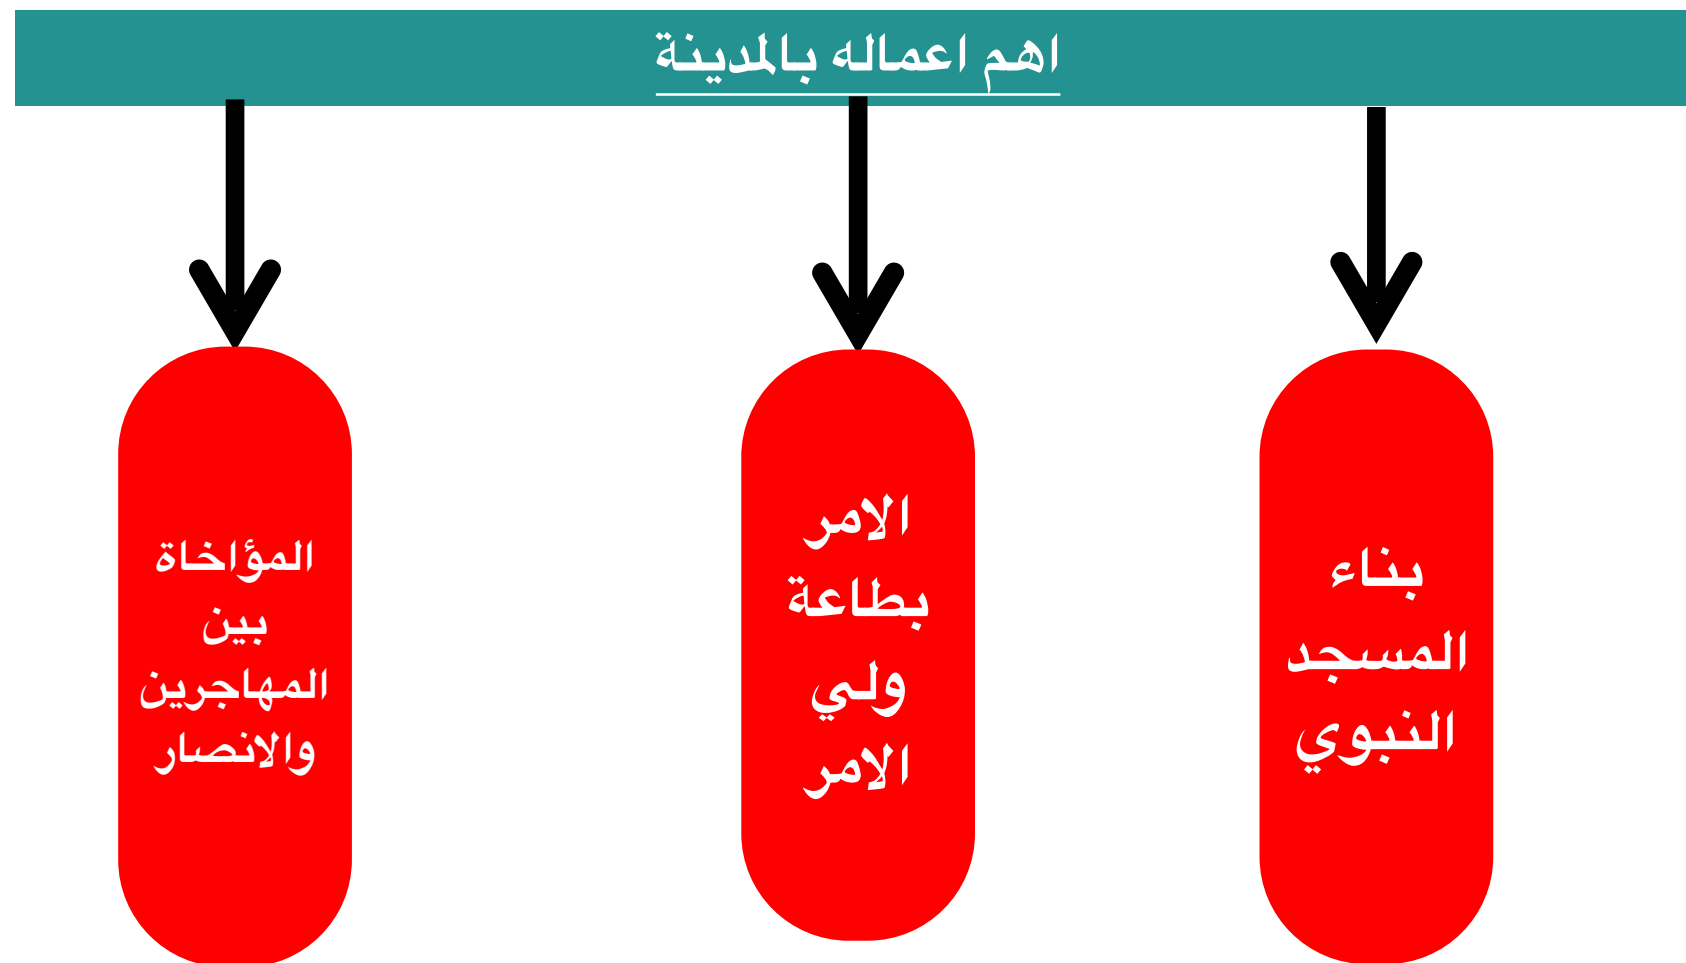 اهم اعماله بالمدينة
بناء
المسجد
النبوي
الامر
بطاعة
ولي
الامر
المؤاخاة
بين
المهاجرين
والانصار